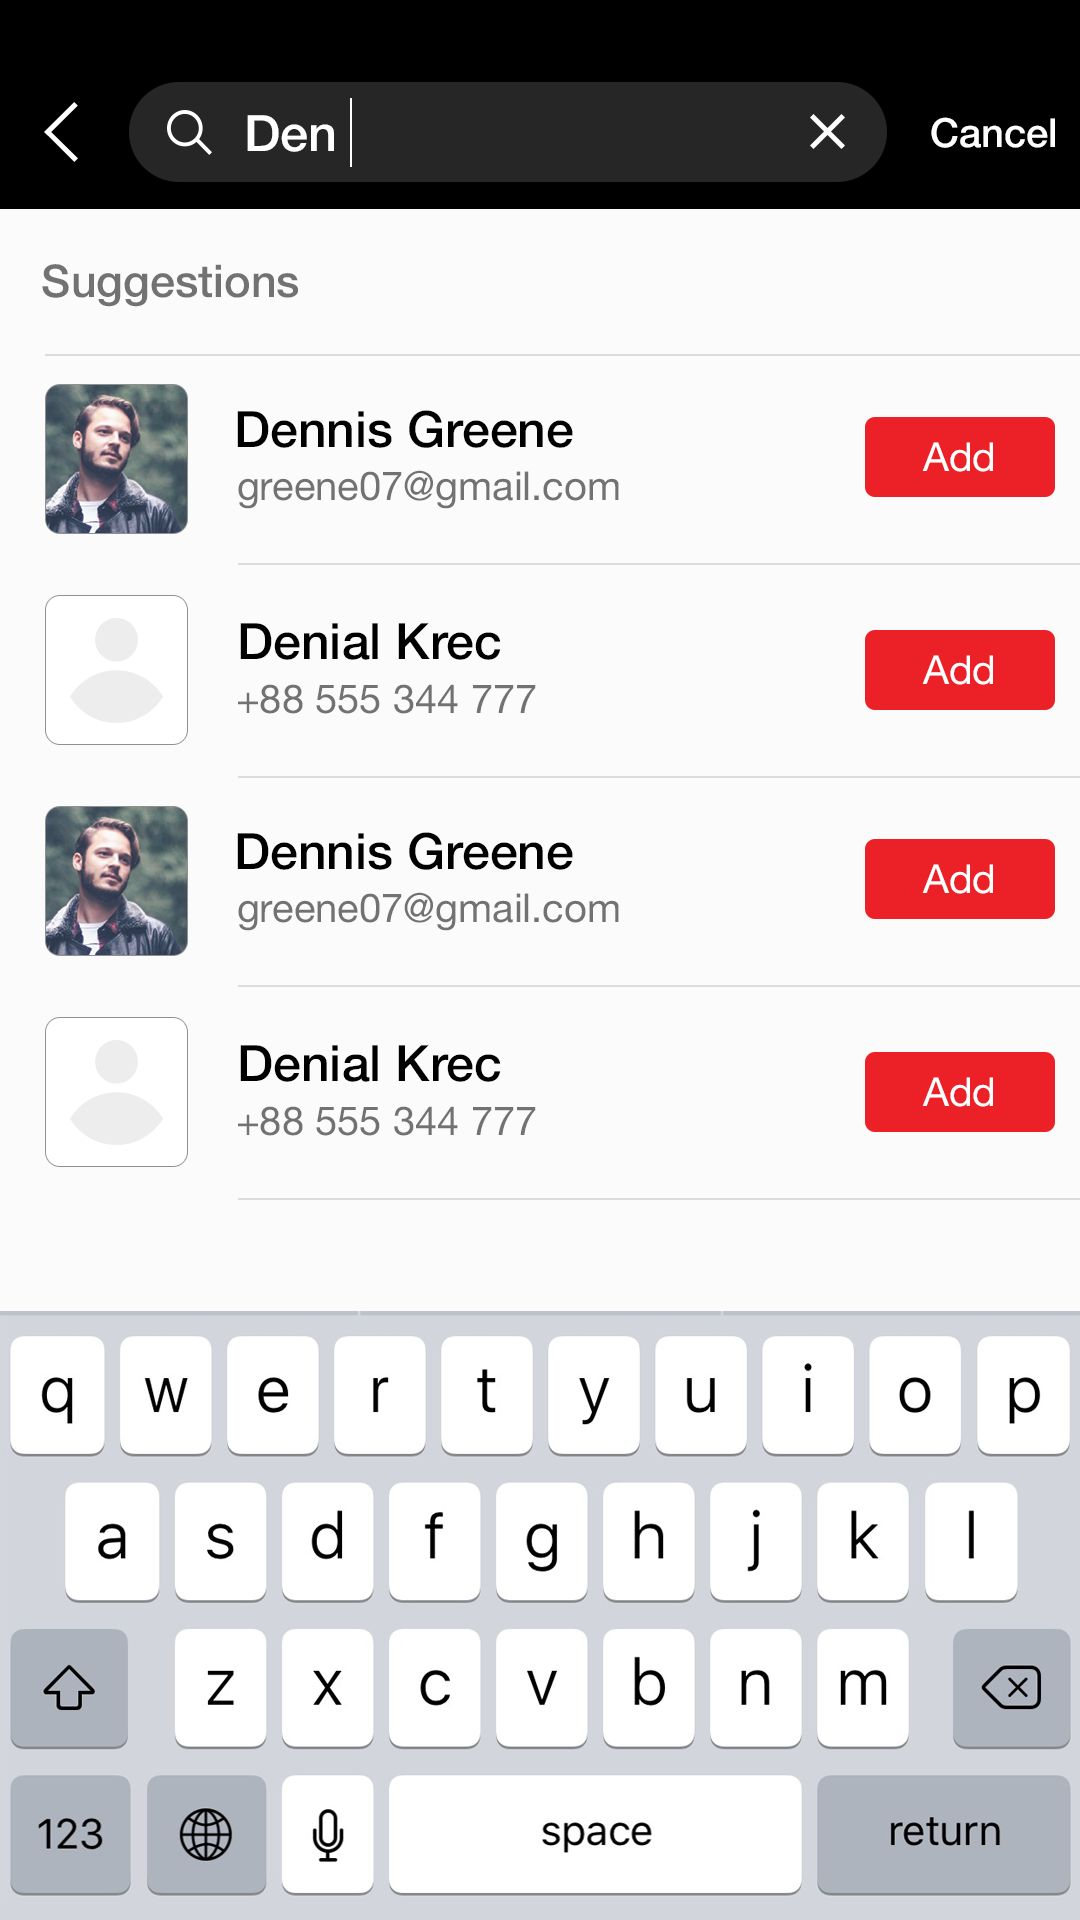 Den
Cancel
Suggestions
Dennis Greene
greene07@gmail.com
Add
Denial Krec
+88 555 344 777
Add
Dennis Greene
greene07@gmail.com
Add
Denial Krec
+88 555 344 777
Add
q w e r t y u i o p
a s d f g h j k l
z x c v b n m
123 space return